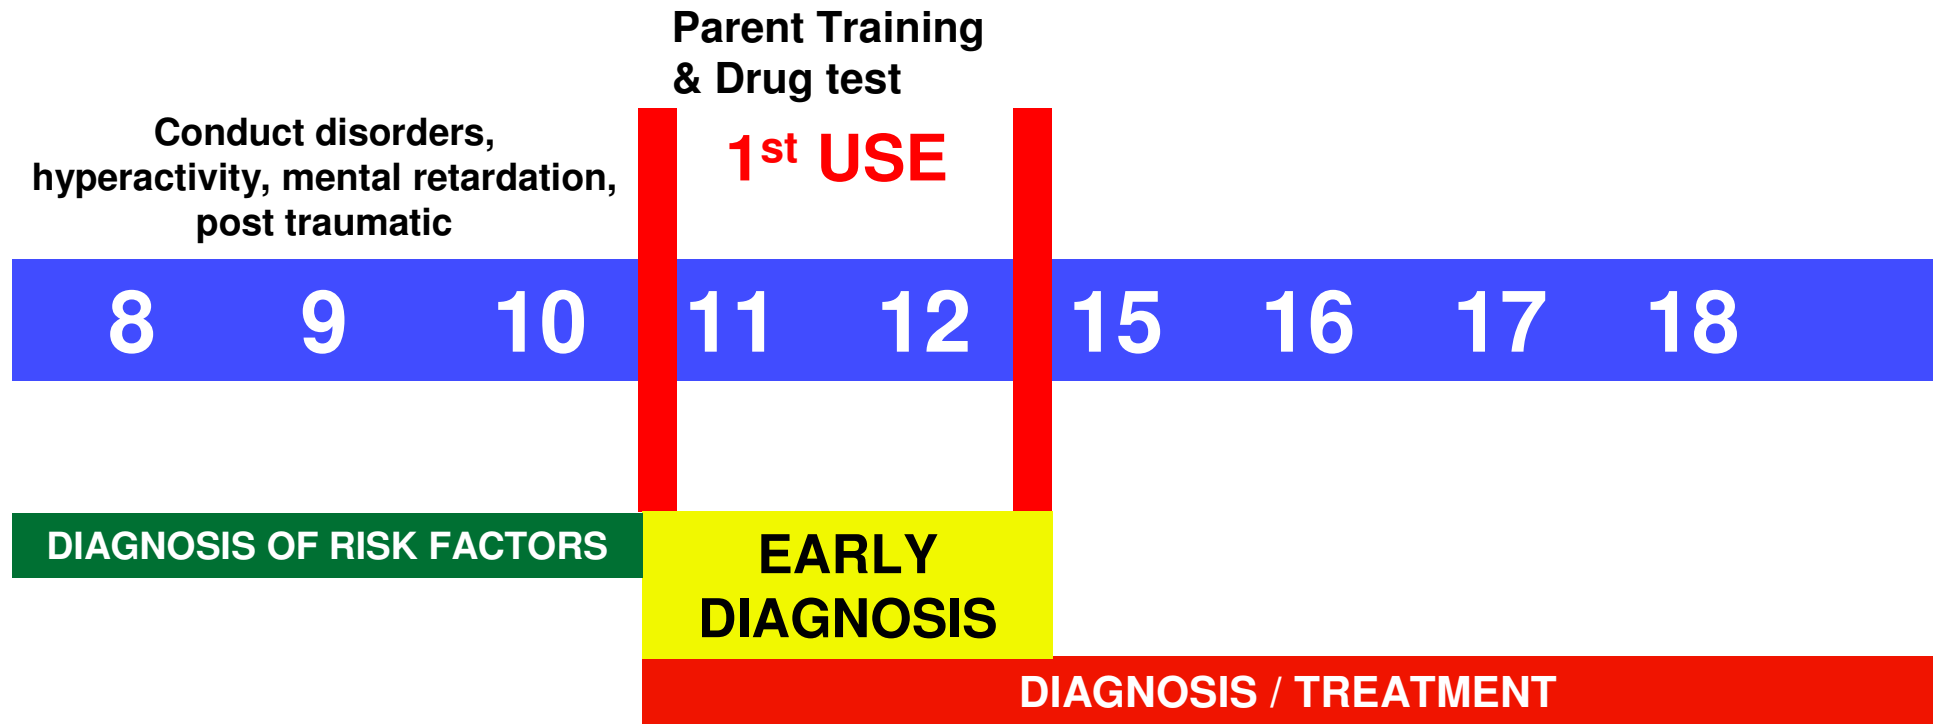 Parent Training
& Drug test
Conduct disorders,
hyperactivity, mental retardation,
post traumatic
1st USE
8 9 10 11 12 15 16 17 18
DIAGNOSIS OF RISK FACTORS
EARLY
DIAGNOSIS
DIAGNOSIS / TREATMENT